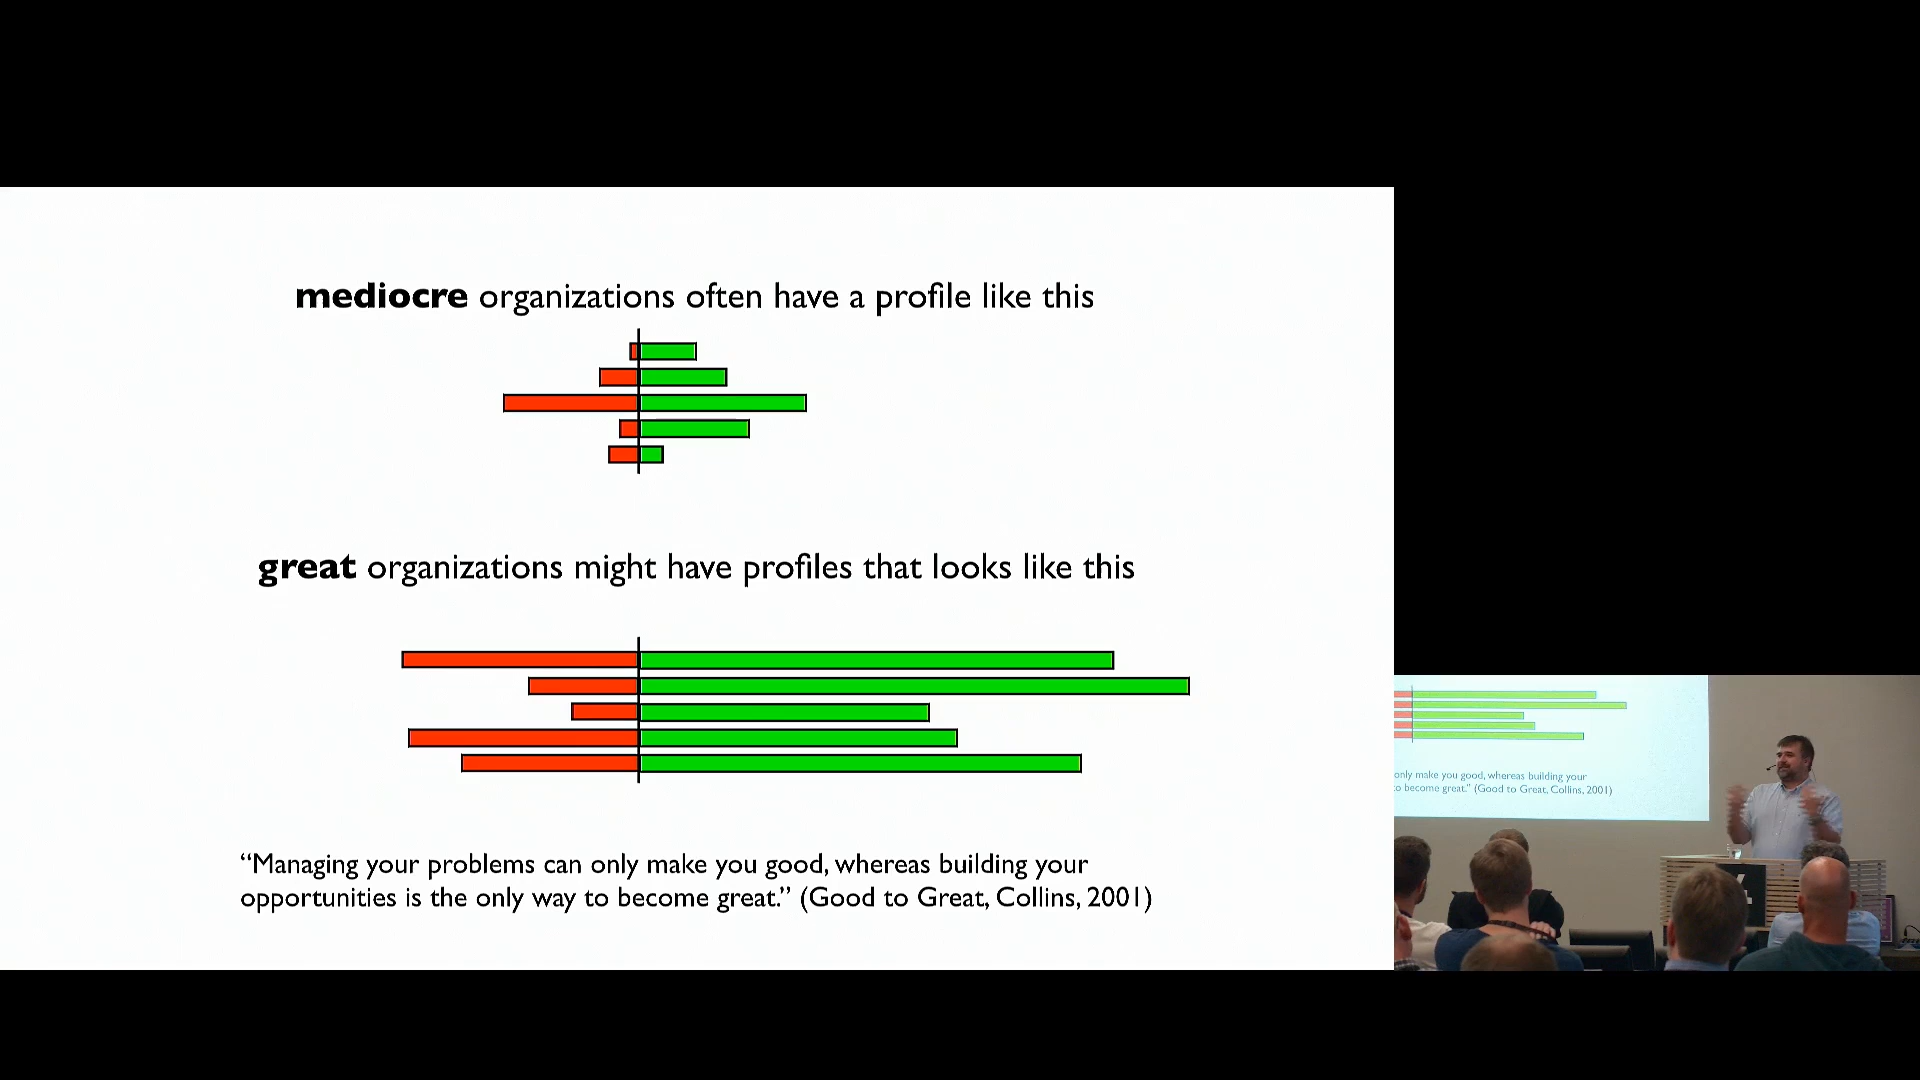 mediocre organizations often have a profile like this
great organizations might have profiles that looks like this
“Managing your problems can only make you good, whereas building your
opportunities is the only way to become great.” (Good to Great, Collins, 2001)
only make you good, whereas building your
o become great.” (Good to Great, Collins, 2001)